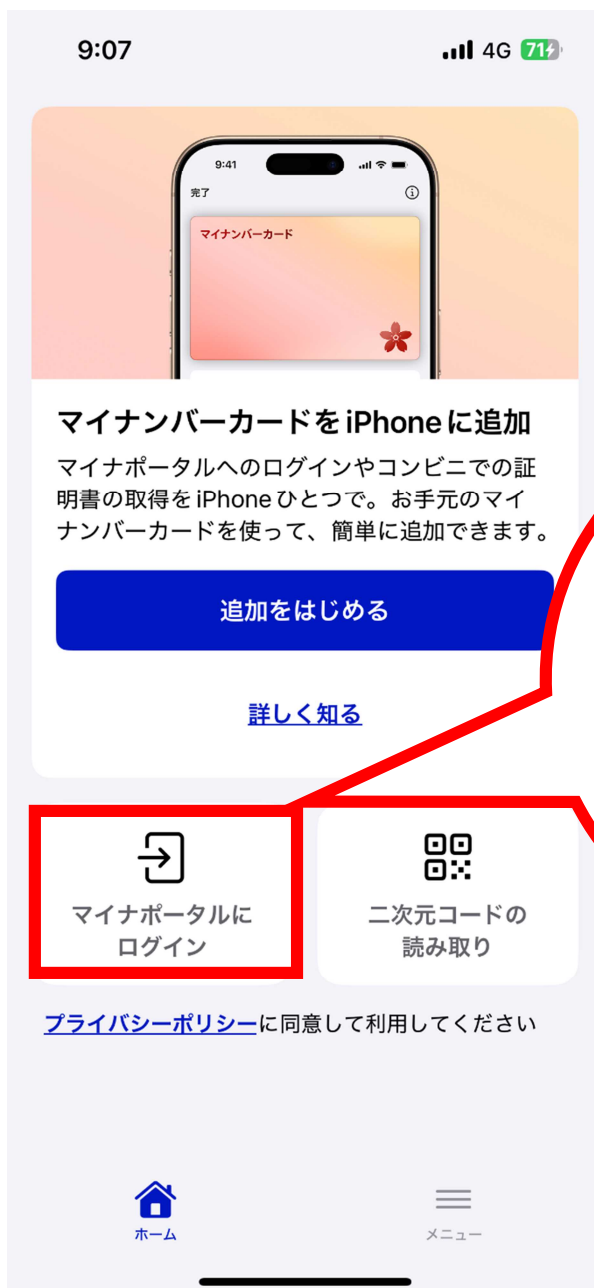 9:07
4G 71
9:41
完了
マイナンバーカード
マイナンバーカードをiPhoneに追加
マイナポータルへのログインやコンビニでの証
明書の取得をiPhoneひとつで。お手元のマイ
ナンバーカードを使って、簡単に追加できます。
追加をはじめる
詳しく知る
マイナポータルに
ログイン
二次元コードの
読み取り
プライバシーポリシーに同意して利用してください
ホーム
メニュー